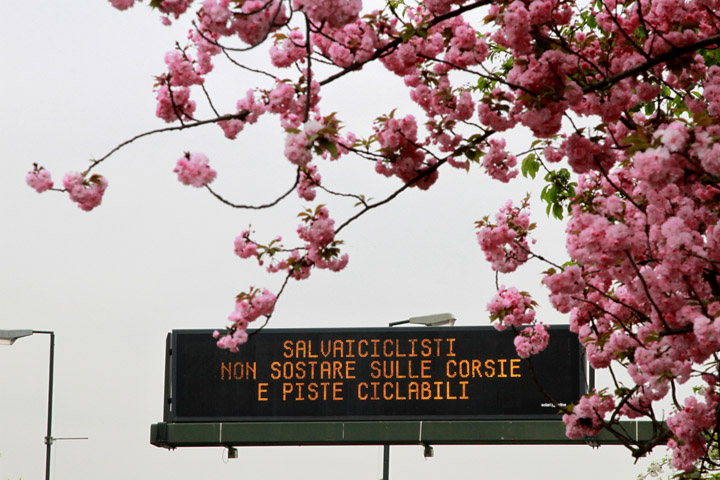 SALVAICICLISTI
NON SOSTARE SULLE CORSIE
E PISTE CICLABILI